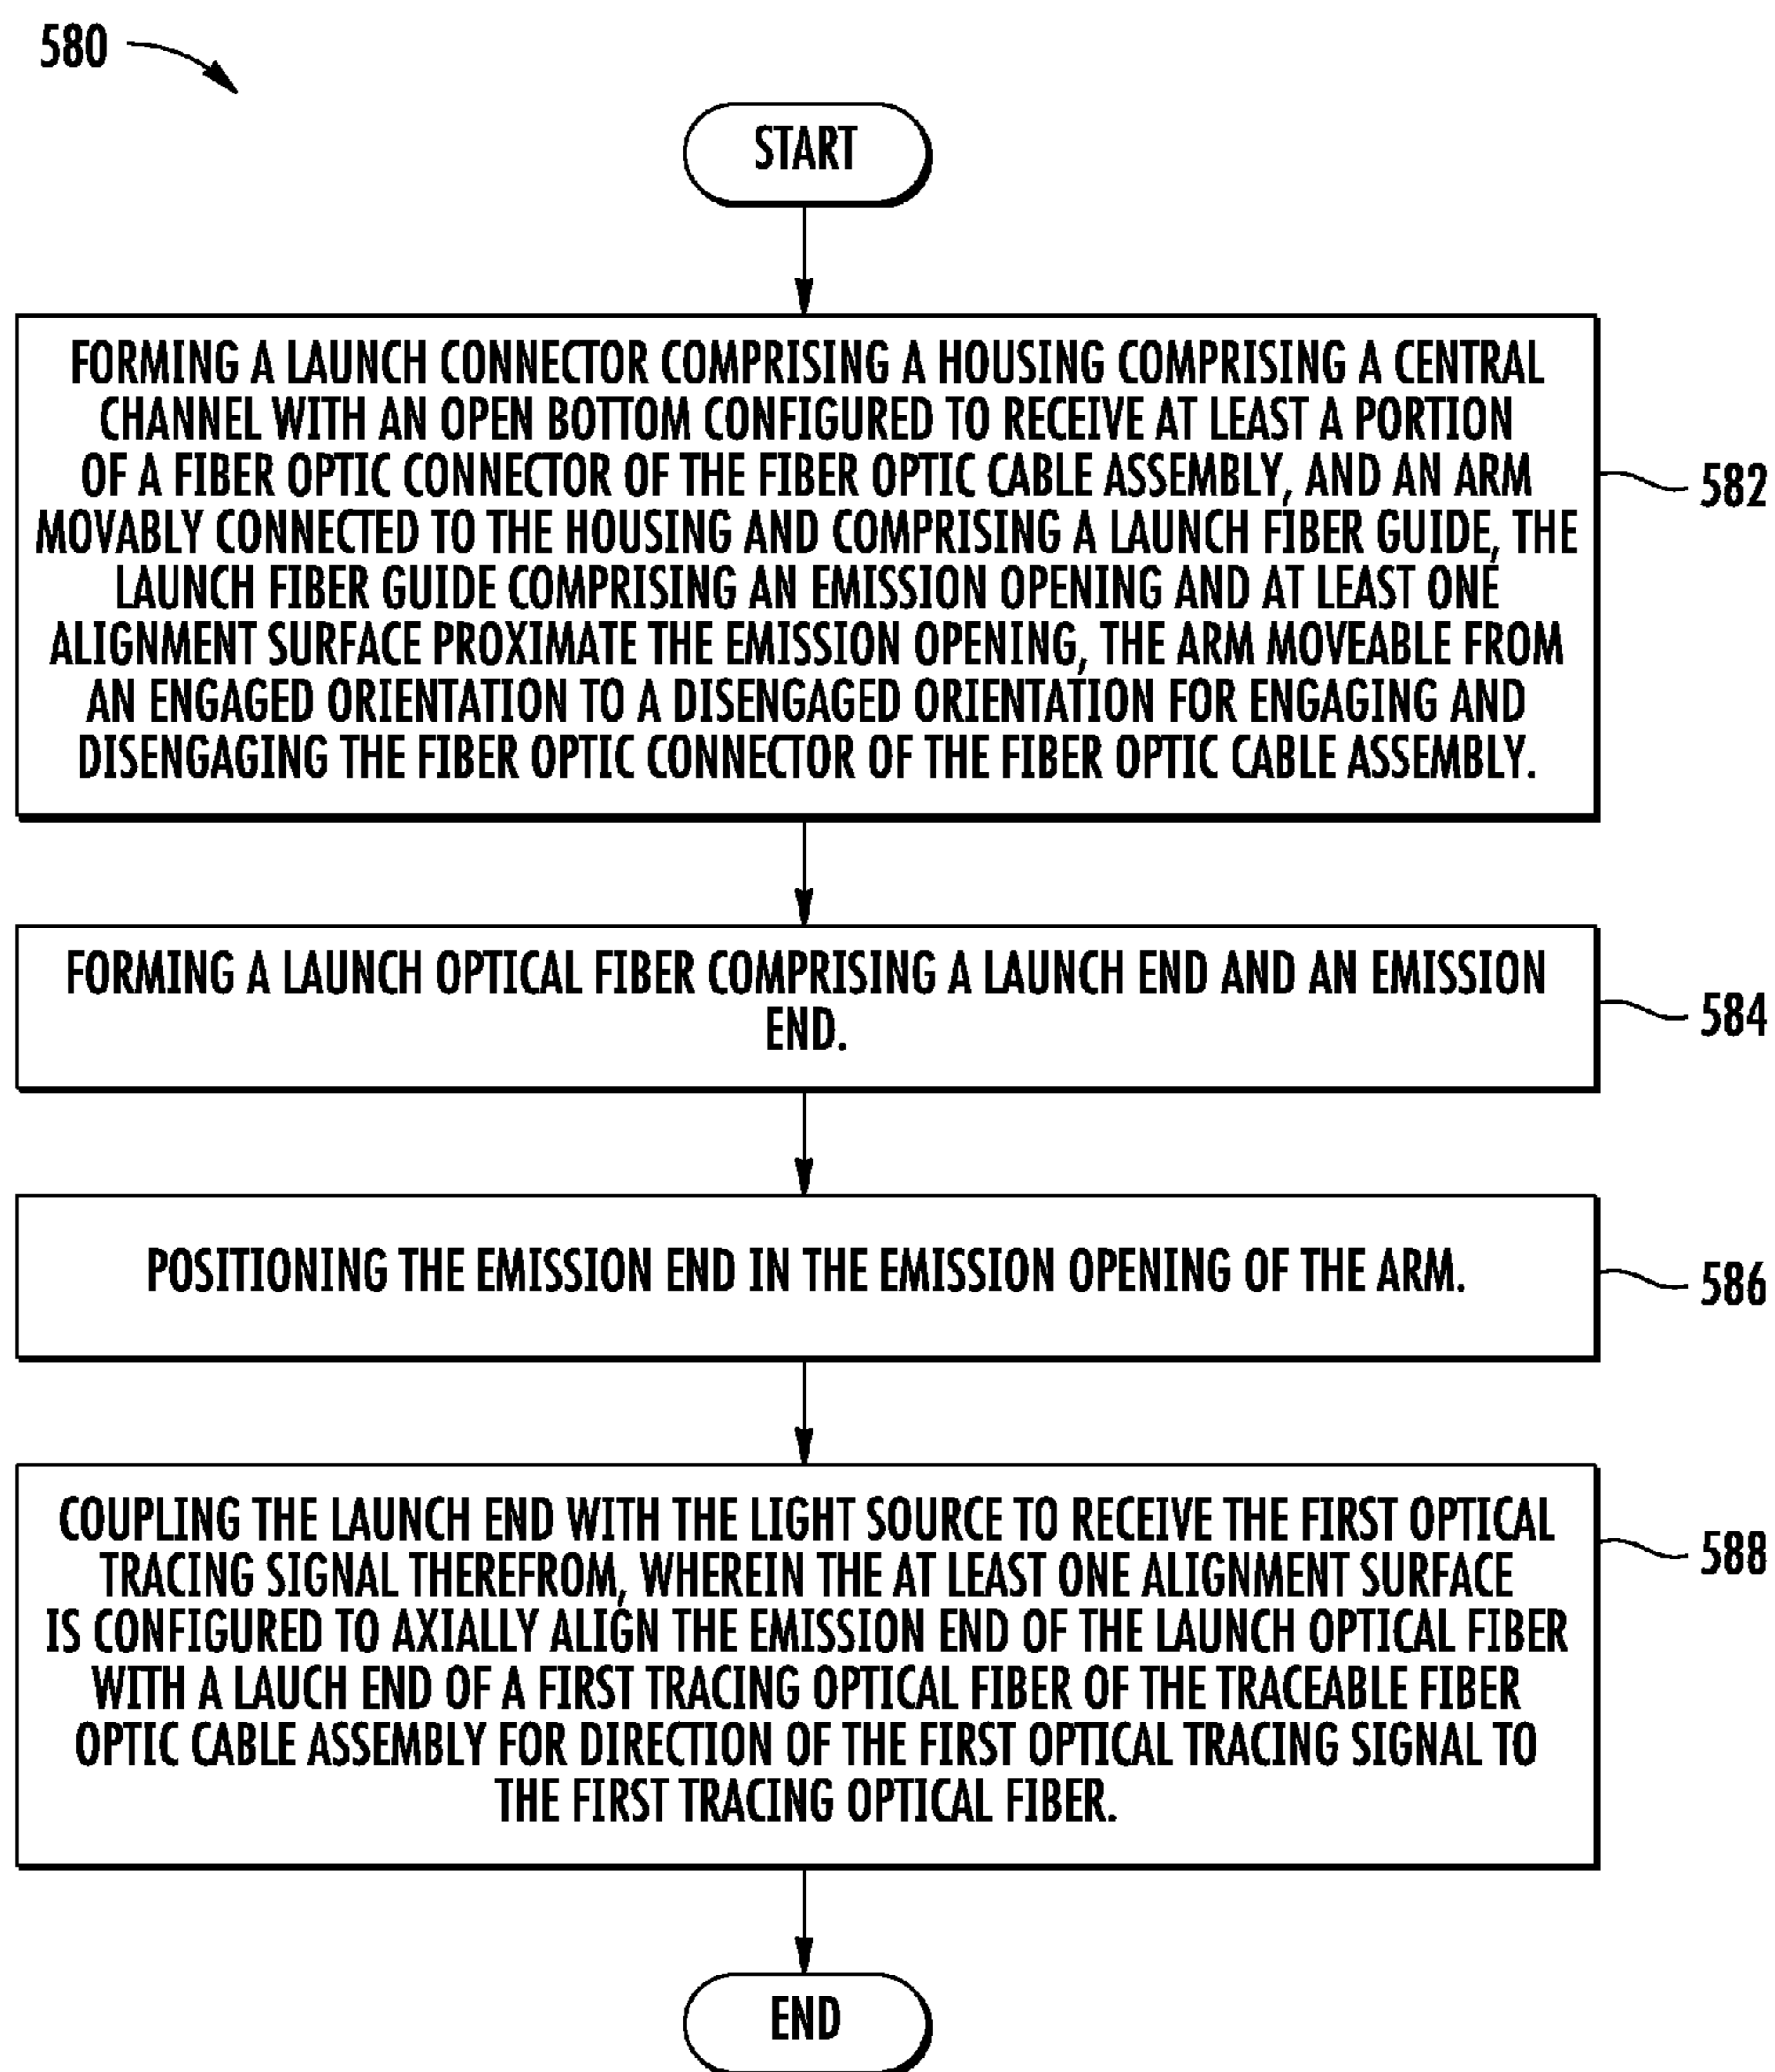 580
START
FORMING A LAUNCH CONNECTOR COMPRISING A HOUSING COMPRISING A CENTRAL
CHANNEL WITH AN OPEN BOTTOM CONFIGURED TO RECEIVE AT LEAST A PORTION
OF A FIBER OPTIC CONNECTOR OF THE FIBER OPTIC CABLE ASSEMBLY, AND AN ARM
MOVABLY CONNECTED TO THE HOUSING AND COMPRISING A LAUNCH FIBER GUIDE, THE
LAUNCH FIBER GUIDE COMPRISING AN EMISSION OPENING AND AT LEAST ONE
ALIGNMENT SURFACE PROXIMATE THE EMISSION OPENING, THE ARM MOVEABLE FROM
AN ENGAGED ORIENTATION TO A DISENGAGED ORIENTATION FOR ENGAGING AND
DISENGAGING THE FIBER OPTIC CONNECTOR OF THE FIBER OPTIC CABLE ASSEMBLY.
582
FORMING A LAUNCH OPTICAL FIBER COMPRISING A LAUNCH END AND AN EMISSION
END.
584
POSITIONING THE EMISSION END IN THE EMISSION OPENING OF THE ARM.
586
COUPLING THE LAUNCH END WITH THE LIGHT SOURCE TO RECEIVE THE FIRST OPTICAL
TRACING SIGNAL THEREFROM, WHEREIN THE AT LEAST ONE ALIGNMENT SURFACE
IS CONFIGURED TO AXIALLY ALIGN THE EMISSION END OF THE LAUNCH OPTICAL FIBER
WITH A LAUCH END OF A FIRST TRACING OPTICAL FIBER OF THE TRACEABLE FIBER
OPTIC CABLE ASSEMBLY FOR DIRECTION OF THE FIRST OPTICAL TRACING SIGNAL TO
THE FIRST TRACING OPTICAL FIBER.
588
END